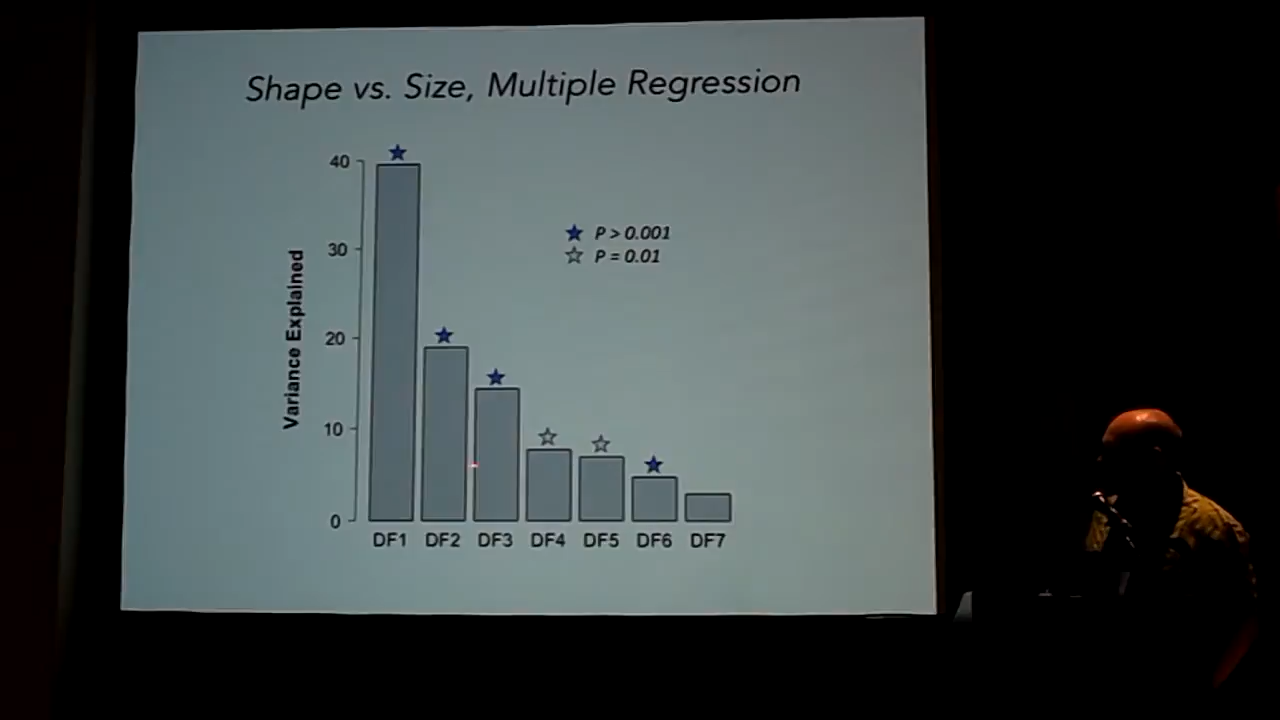 Shape vs. Size, Multiple Regression
40
30
20
10
0
Variance Explained
P > 0.001
P = 0.01
DF1 DF2 DF3 DF4 DF5 DF6 DF7